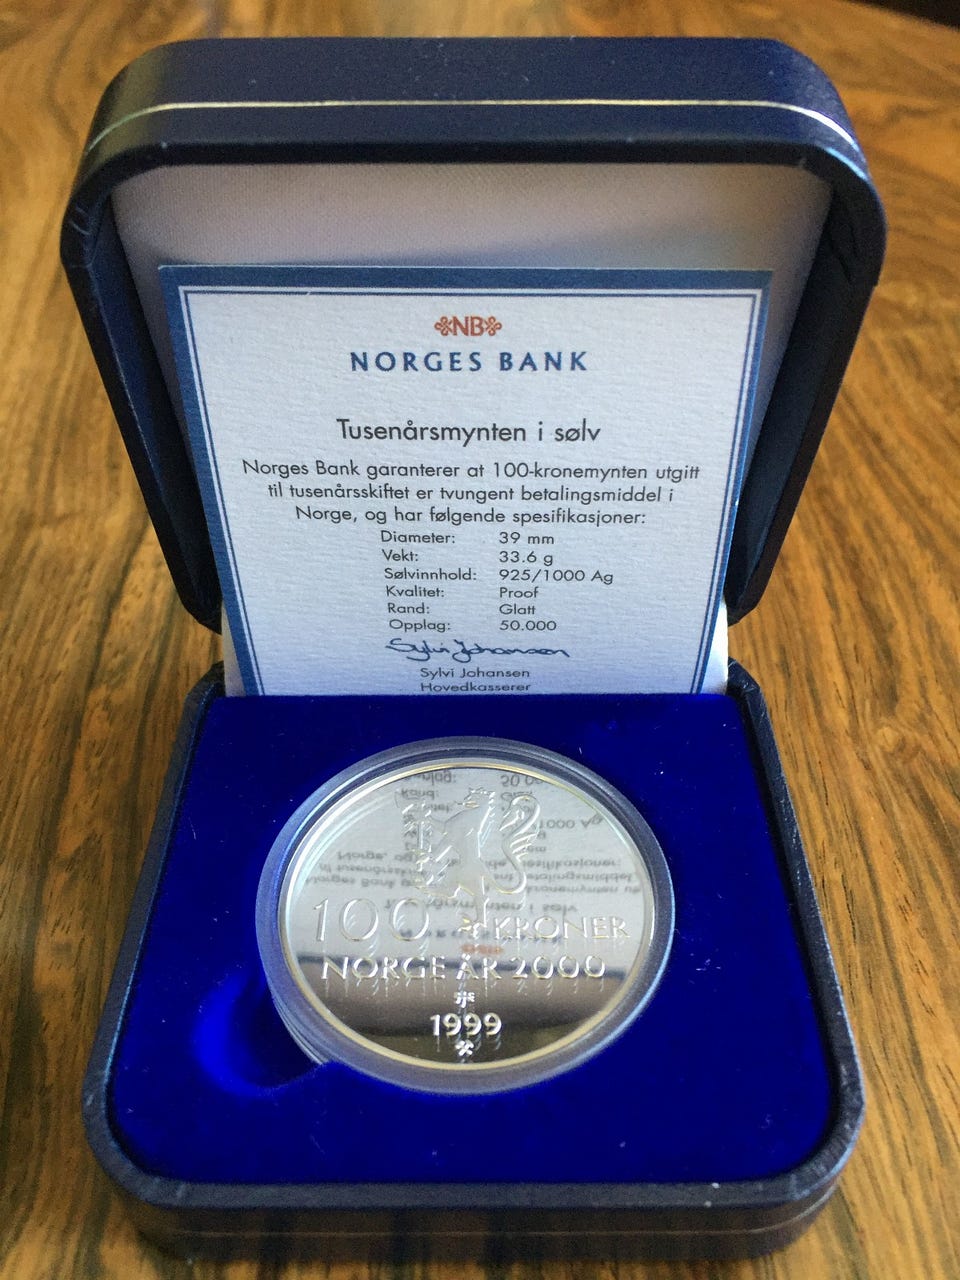 NB
NORGES BANK
Tusenårsmynten i sølv
Norges Bank garanterer at 100-kronemynten utgitt
til tusenårsskiftet er tvungent betalingsmiddel i
Norge, og har følgende spesifikasjoner:
Diameter: 39 mm
Vekt: 33.6 g
Sølvinnhold: 925/1000 Ag
Kvalitet: Proof
Rand: Glatt
Opplag: 50.000
Sylvi Johansen
Sylvi Johansen
Hovedkasserer
100 KRONER
NORGE ÅR 2000
1999